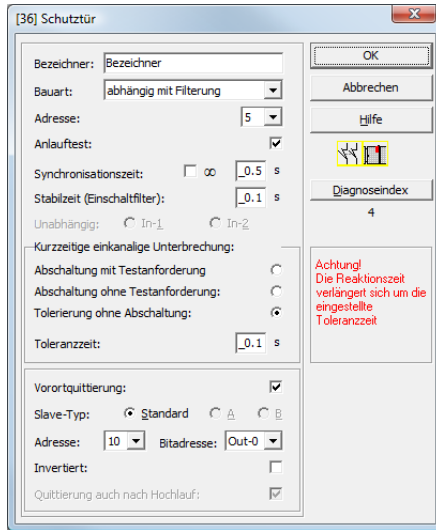 [36] Schutztür
Bezeichner: Bezeichner
Bauart: abhängig mit Filterung
Adresse: 5
Anlauftest:
Synchronisationszeit: ∞ _0.5 s
Stabilzeit (Einschaltfilter): _0.1 s
Unabhängig: In-1 In-2
Kurzzeitige einkanalige Unterbrechung:
Abschaltung mit Testanforderung
Abschaltung ohne Testanforderung:
Tolerierung ohne Abschaltung:
Toleranzzeit: _0.1 s
Vorortquittierung:
Slave-Typ: Standard A B
Adresse: 10 Bitadresse: Out-0
Invertiert:
Quittierung auch nach Hochlauf:
OK
Abbrechen
Hilfe
Diagnoseindex
4
Achtung!
Die Reaktionszeit
verlängert sich um die
eingestellte
Toleranzzeit